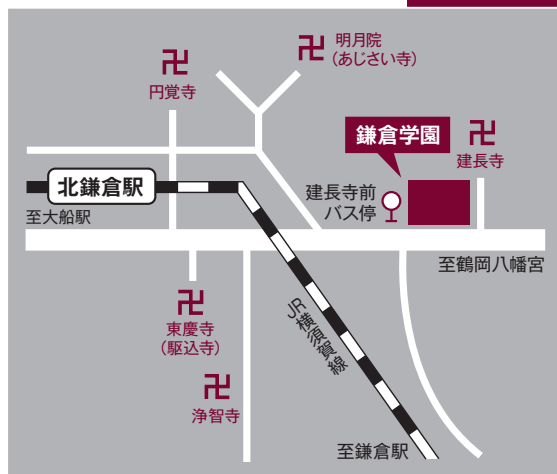 明月院
(あじさい寺)
円覚寺
鎌倉学園
建長寺
北鎌倉駅
建長寺前
バス停
至大船駅
至鶴岡八幡宮
東慶寺
(駆込寺)
JR横須賀線
浄智寺
至鎌倉駅